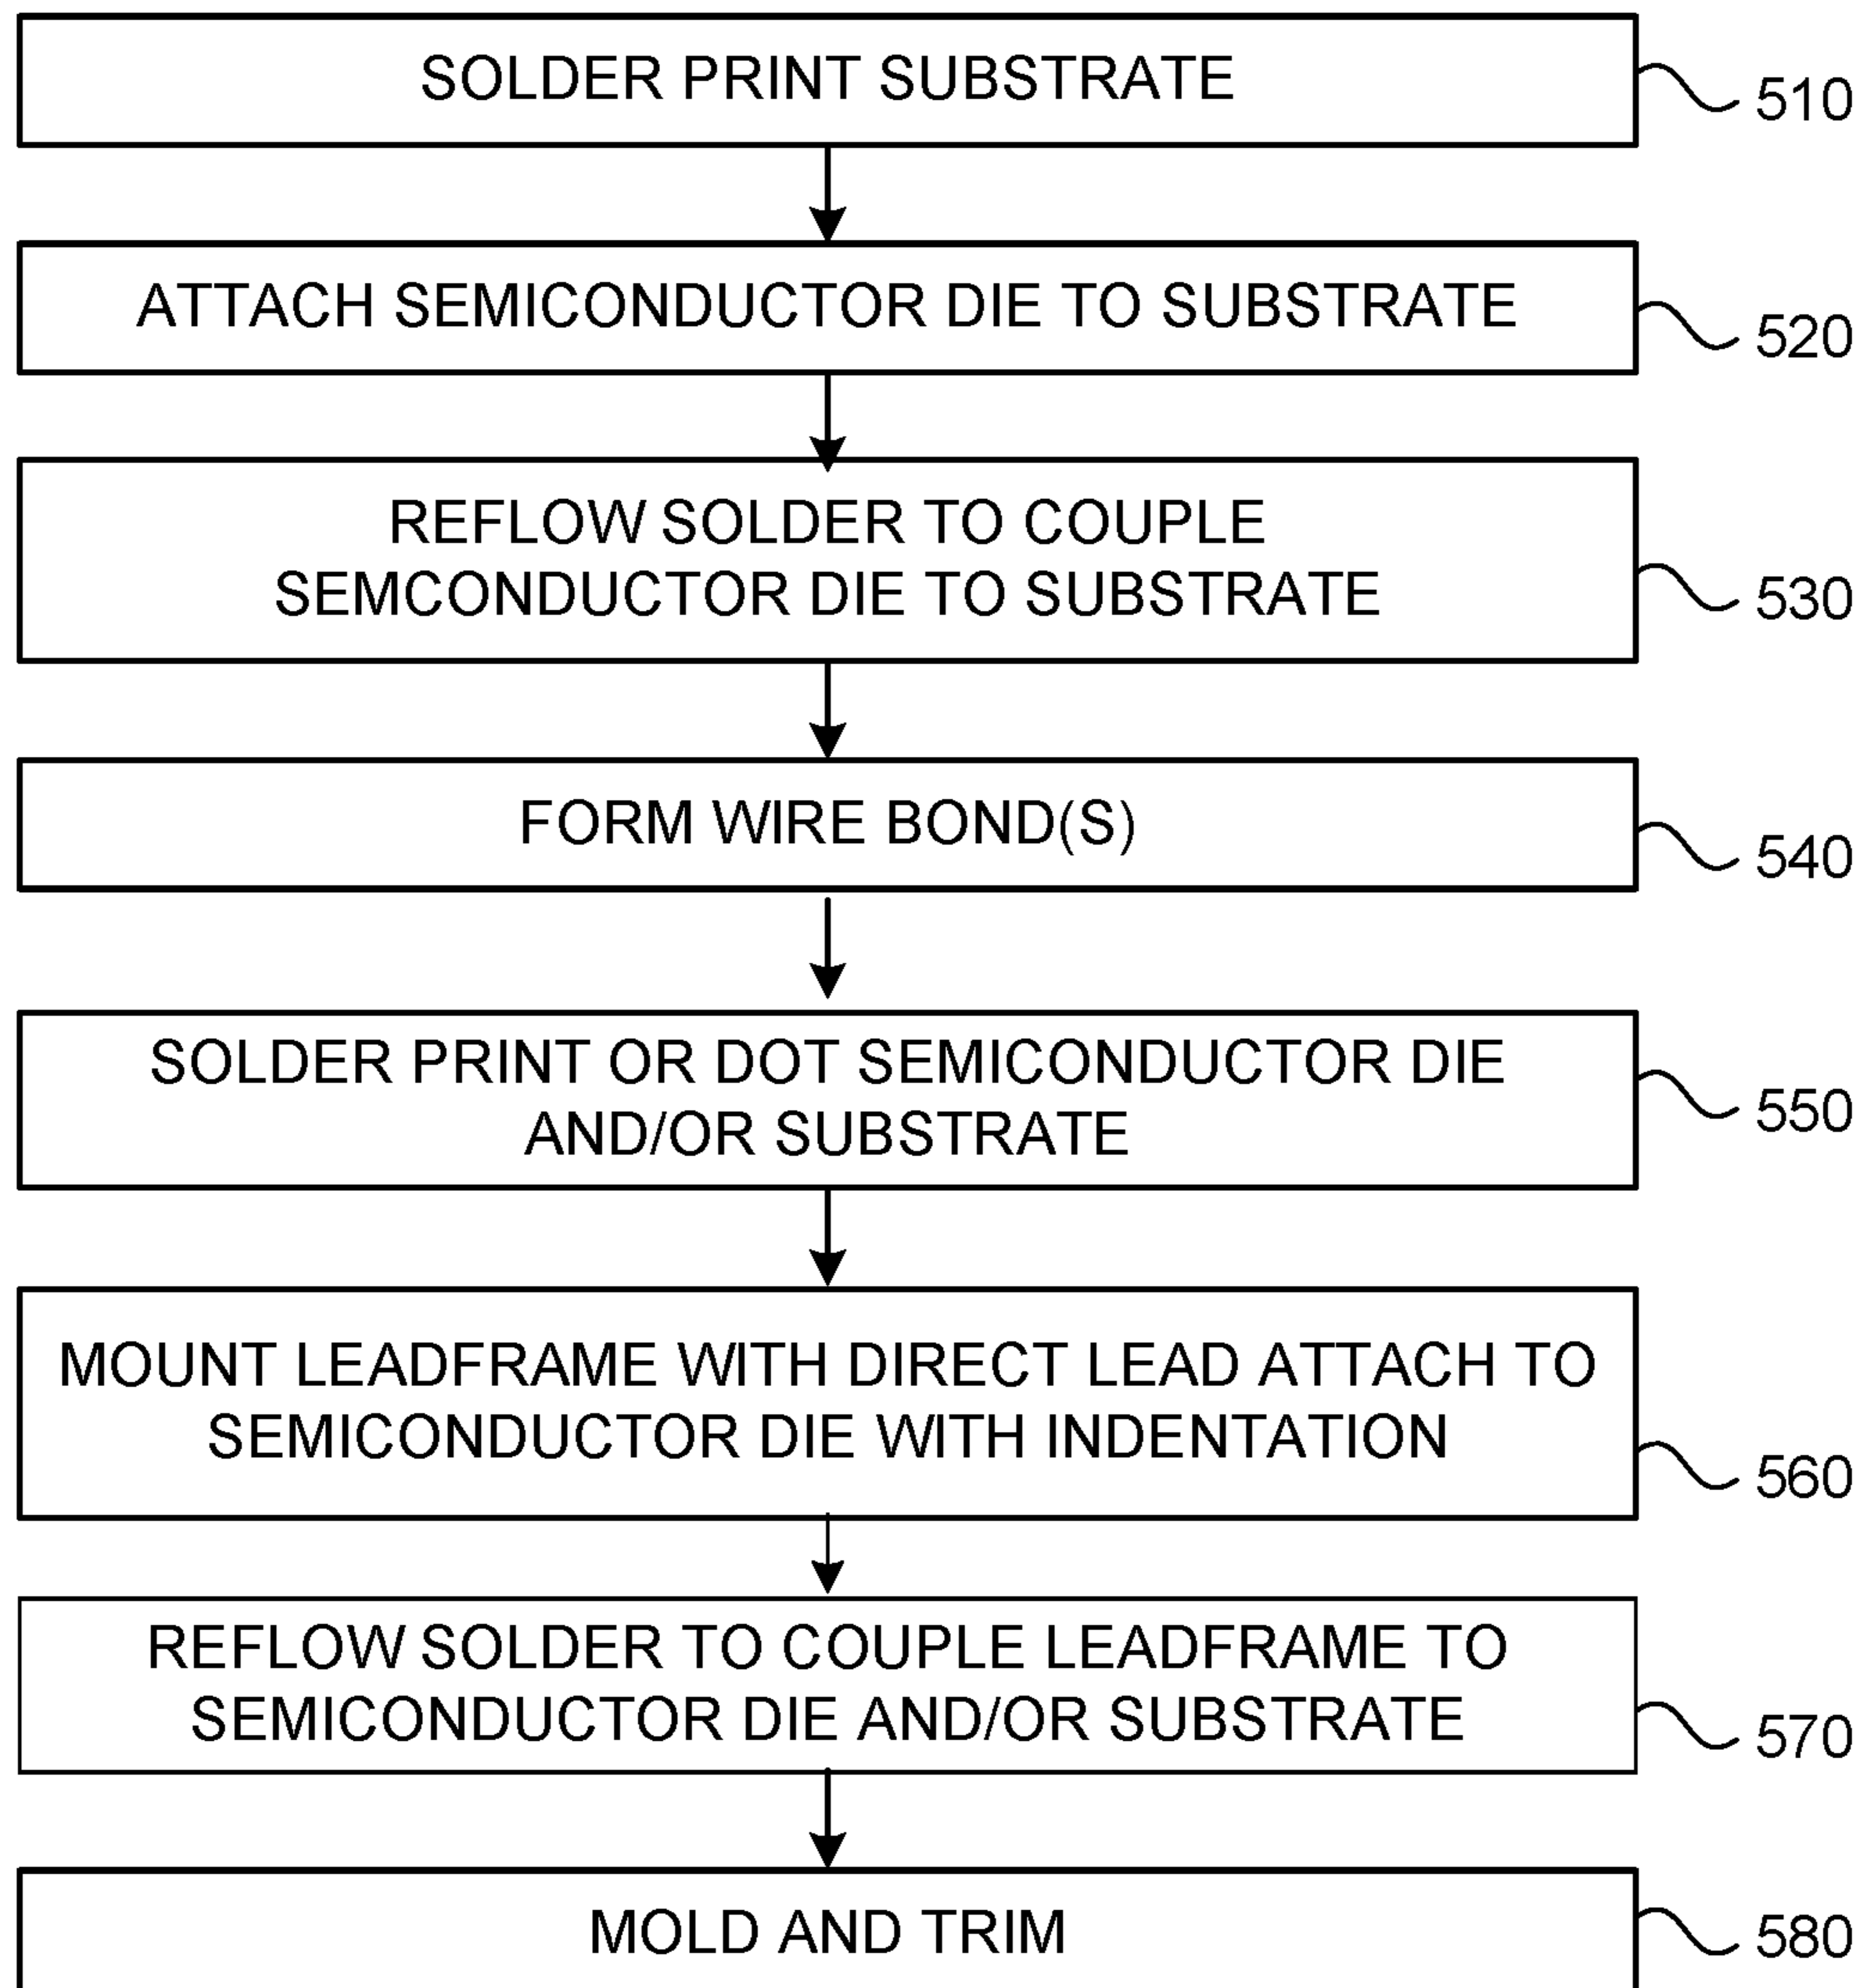 SOLDER PRINT SUBSTRATE
510
ATTACH SEMICONDUCTOR DIE TO SUBSTRATE
520
REFLOW SOLDER TO COUPLE
SEMCONDUCTOR DIE TO SUBSTRATE
530
FORM WIRE BOND(S)
540
SOLDER PRINT OR DOT SEMICONDUCTOR DIE
AND/OR SUBSTRATE
550
MOUNT LEADFRAME WITH DIRECT LEAD ATTACH TO
SEMICONDUCTOR DIE WITH INDENTATION
560
REFLOW SOLDER TO COUPLE LEADFRAME TO
SEMICONDUCTOR DIE AND/OR SUBSTRATE
570
MOLD AND TRIM
580